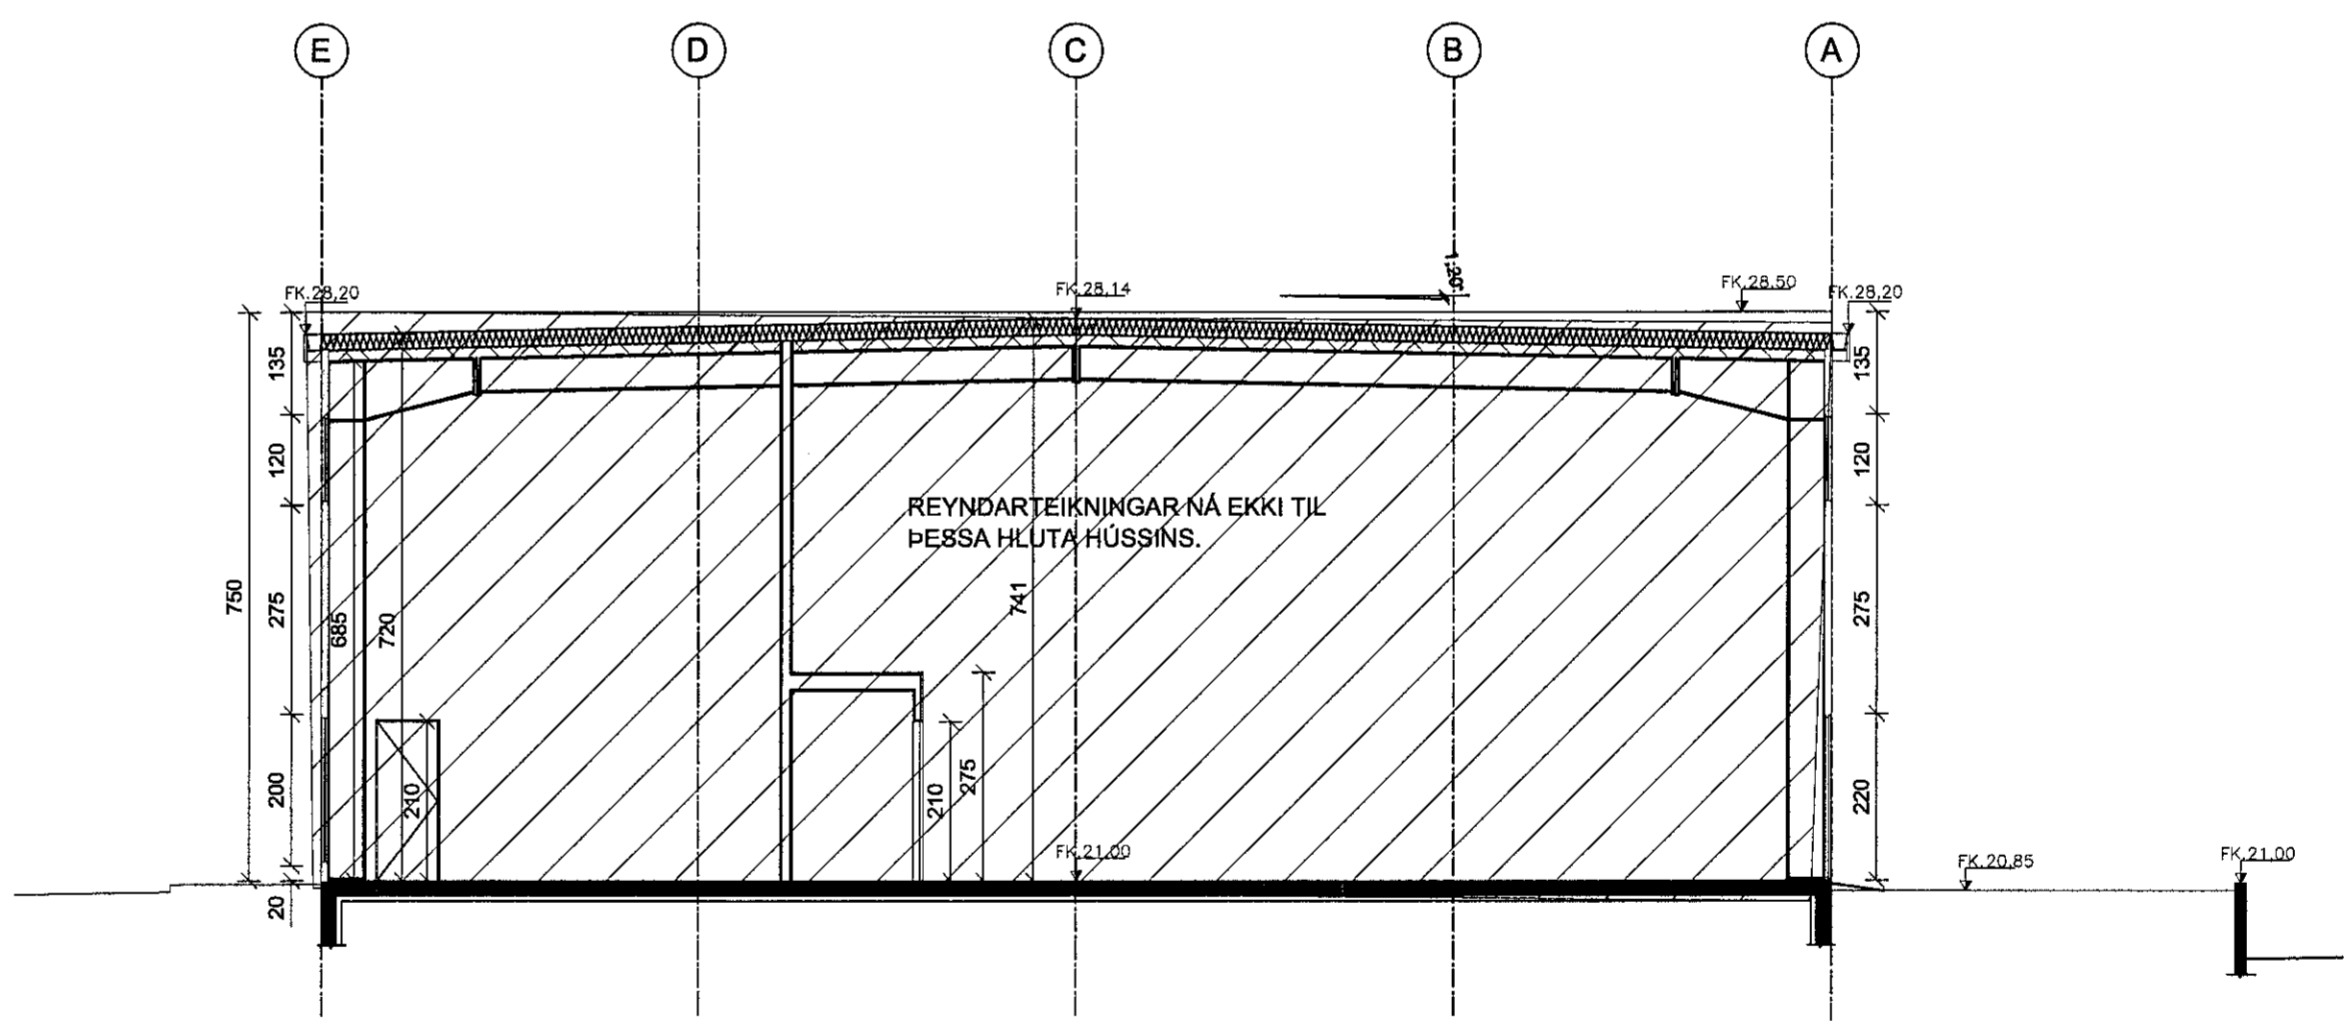 E D C B A
1:20
FK.28,20
FK.28,14
FK.28.50
FK.28,20
135
135
120
120
REYNDARTEIKNINGAR NÁ EKKI TIL
ÞESSA HLUTA HÚSSINS.
750
275
685
720
741
275
200
210
210
275
220
FK.21,00
FK.20,85
FK.21,00
20